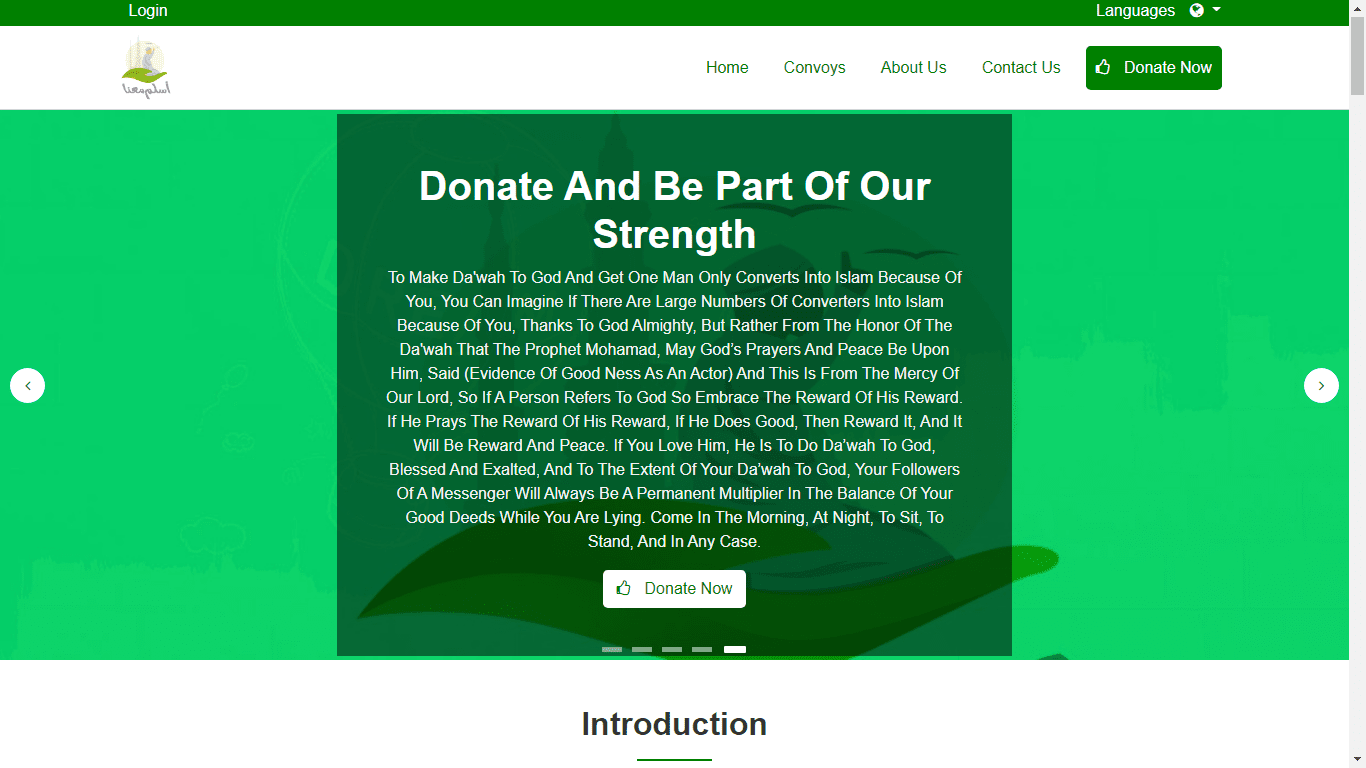 Login
Languages
Home
Convoys
About Us
Contact Us
Donate Now
أسلم معنا
Donate And Be Part Of Our
Strength
To Make Da'wah To God And Get One Man Only Converts Into Islam Because Of
You, You Can Imagine If There Are Large Numbers Of Converters Into Islam
Because Of You, Thanks To God Almighty, But Rather From The Honor Of The
Da'wah That The Prophet Mohamad, May God’s Prayers And Peace Be Upon
Him, Said (Evidence Of Good Ness As An Actor) And This Is From The Mercy Of
Our Lord, So If A Person Refers To God So Embrace The Reward Of His Reward.
If He Prays The Reward Of His Reward, If He Does Good, Then Reward It, And It
Will Be Reward And Peace. If You Love Him, He Is To Do Da’wah To God,
Blessed And Exalted, And To The Extent Of Your Da’wah To God, Your Followers
Of A Messenger Will Always Be A Permanent Multiplier In The Balance Of Your
Good Deeds While You Are Lying. Come In The Morning, At Night, To Sit, To
Stand, And In Any Case.
Donate Now
Introduction